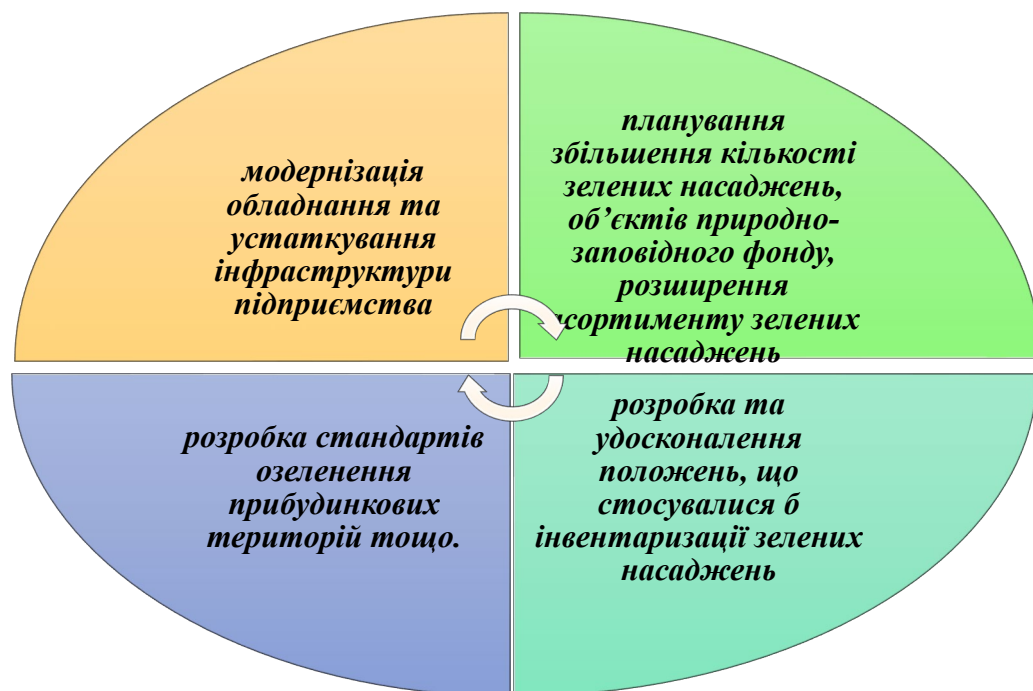 модернізація
обладнання та
устаткування
інфраструктури
підприємства
планування
збільшення кількості
зелених насаджень,
об’єктів природно-
заповідного фонду,
розширення
асортименту зелених
насаджень
розробка стандартів
озеленення
прибудинкових
територій тощо.
розробка та
удосконалення
положень, що
стосувалися б
інвентаризації зелених
насаджень